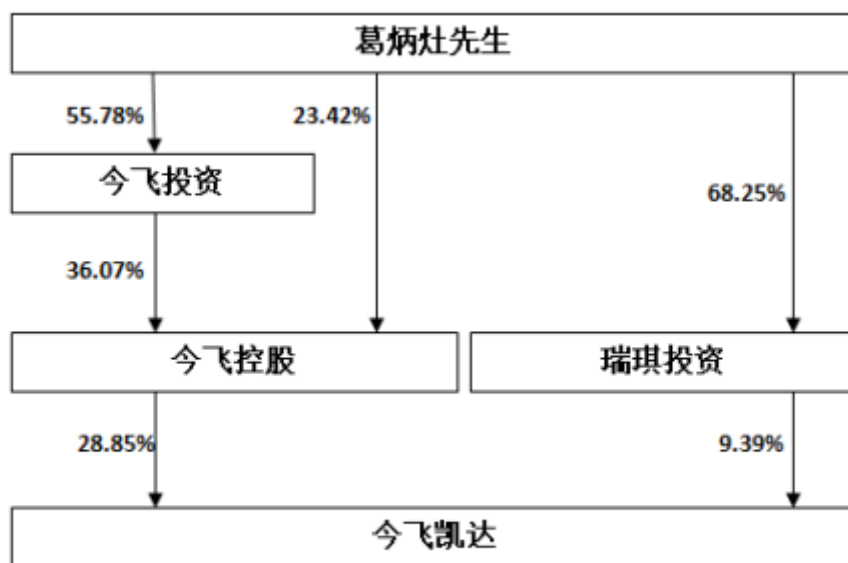 葛炳灶先生
55.78%
23.42%
今飞投资
68.25%
36.07%
今飞控股
瑞琪投资
28.85%
9.39%
今飞凯达